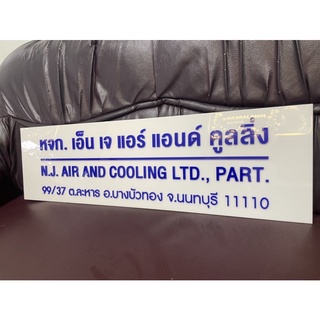 หจก. เอ็น เจ แอร์ แอนด์ คูลลิ่ง
N.J. AIR AND COOLING LTD., PART.
99/37 ต.ละหาร อ.บางบัวทอง จ.นนทบุรี 11110